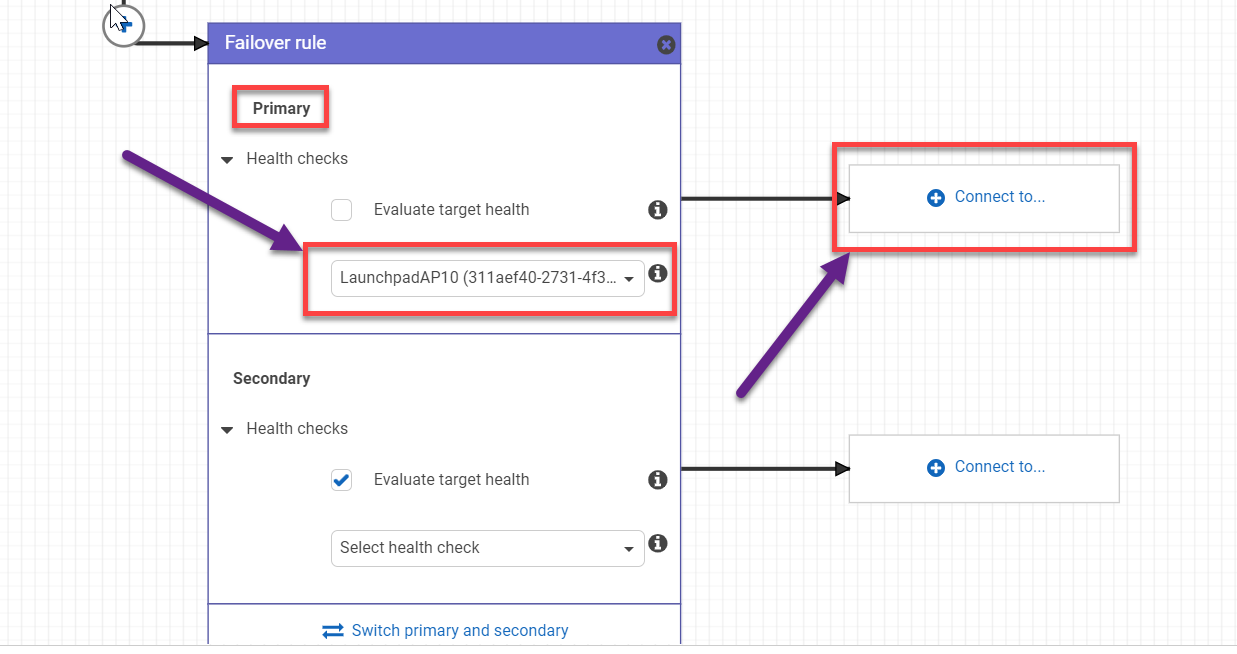 Failover rule
Primary
Health checks
Evaluate target health
Connect to...
LaunchpadAP10 (311aef40-2731-4f3...
Secondary
Health checks
Evaluate target health
Connect to...
Select health check
Switch primary and secondary